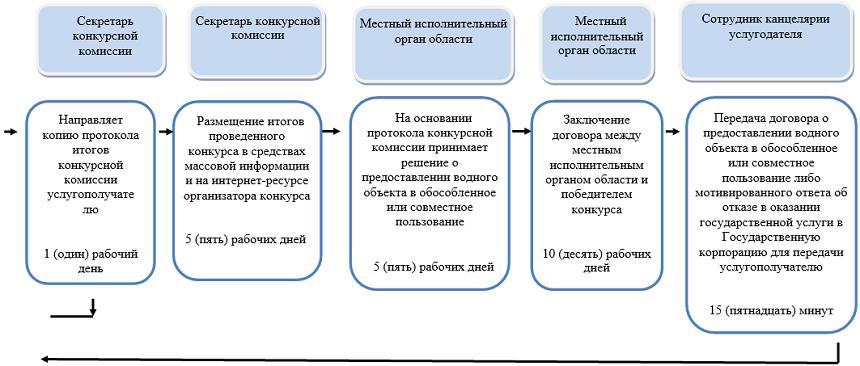 Секретарь
конкурсной
комиссии
Секретарь
конкурсной комиссии
Местный исполнительный
орган области
Местный
исполнительный
орган области
Сотрудник канцелярии
услугодателя
Направляет
копию протокола
итогов
конкурсной
комиссии
услугополучате
лю
1 (один) рабочий
день
Размещение итогов
проведенного
конкурса в средствах
массовой информации
и на интернет-ресурсе
организатора конкурса
5 (пять) рабочих дней
На основании
протокола конкурсной
комиссии принимает
решение о
предоставлении водного
объекта в обособленное
или совместное
пользование
5 (пять) рабочих дней
Заключение
договора между
местным
исполнительным
органом области и
победителем
конкурса
10 (десять) рабочих
дней
Передача договора о
предоставлении водного
объекта в обособленное
или совместное
пользование либо
мотивированного ответа об
отказе в оказании
государственной услуги в
Государственную
корпорацию для передачи
услугополучателю
15 (пятнадцать) минут